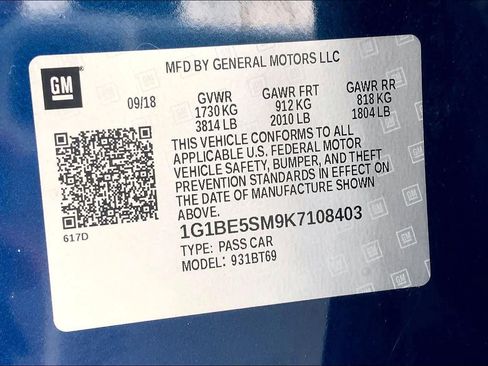 MFD BY GENERAL MOTORS LLC
GM
09/18 GVWR GAWR FRT GAWR RR
1730 KG 912 KG 818 KG
3814 LB 2010 LB 1804 LB
THIS VEHICLE CONFORMS TO ALL
APPLICABLE U.S. FEDERAL MOTOR
VEHICLE SAFETY, BUMPER, AND THEFT
PREVENTION STANDARDS IN EFFECT ON
THE DATE OF MANUFACTURE SHOWN
ABOVE.
617D
1G1BE5SM9K7108403
TYPE: PASS CAR
MODEL: 931BT69